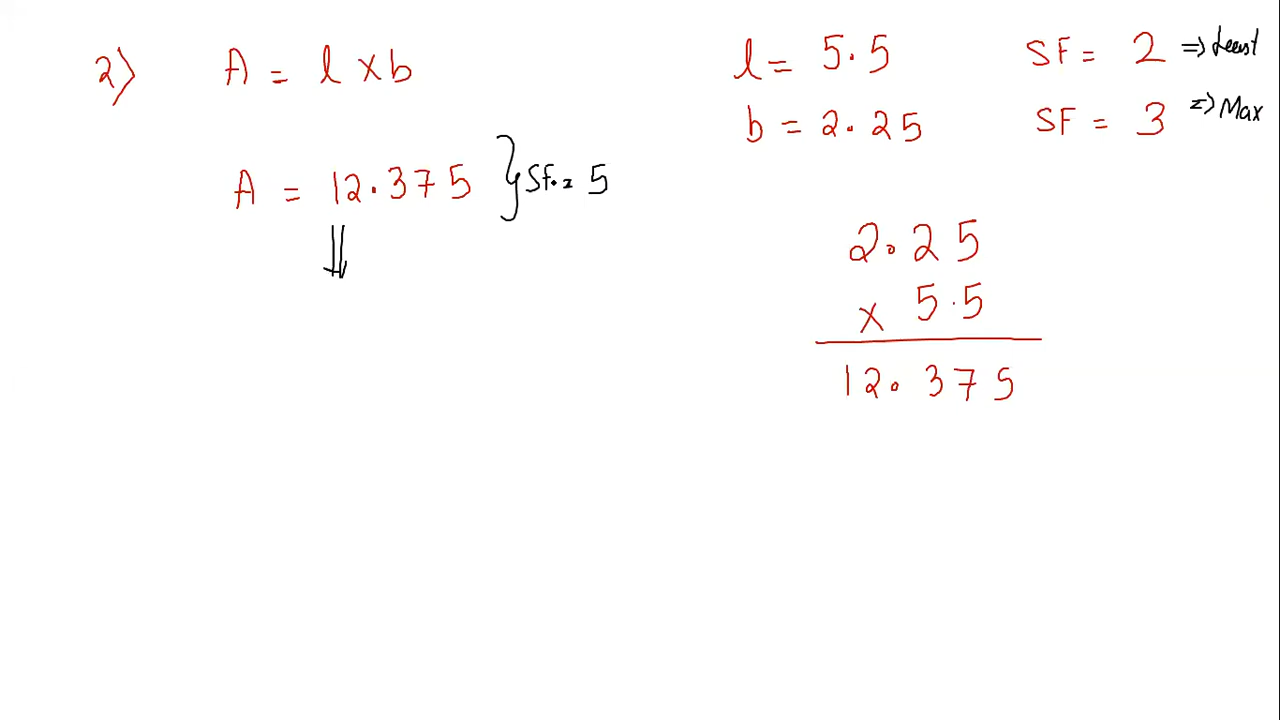 2) A = l x b
l = 5.5 SF = 2 => Least
b = 2.25 SF = 3 => Max
A = 12.375 } Sf. = 5
2.25
x 5.5
12.375